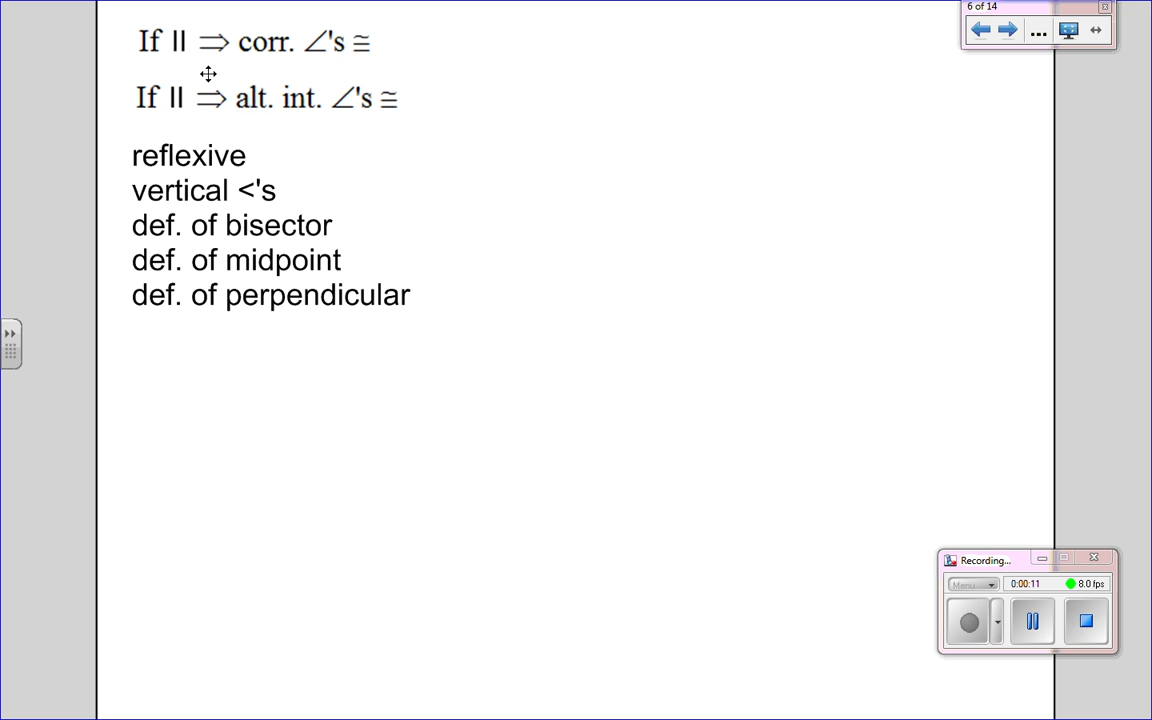 6 of 14
If || ⇒ corr. ∠'s ≅
If || ⇒ alt. int. ∠'s ≅
reflexive
vertical <'s
def. of bisector
def. of midpoint
def. of perpendicular
Recording...
Menu
0:00:11
8.0 fps